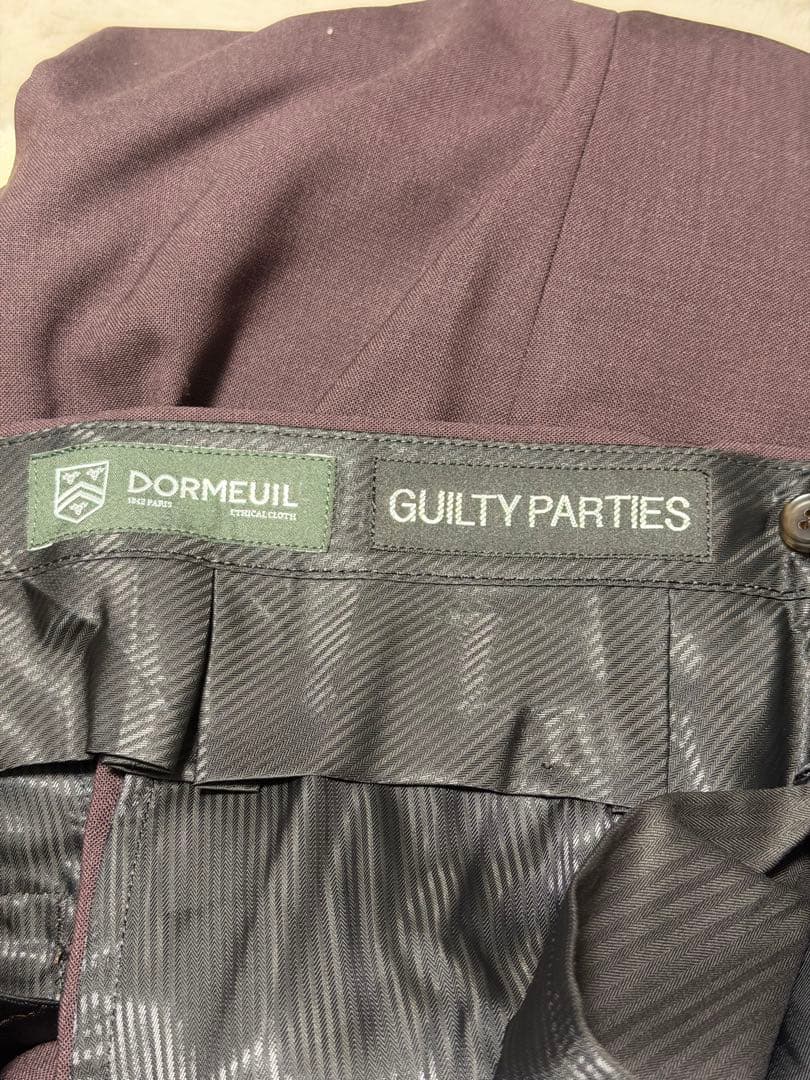 DORMEUIL
1842 PARIS
ETHICAL CLOTH
GUILTY PARTIES